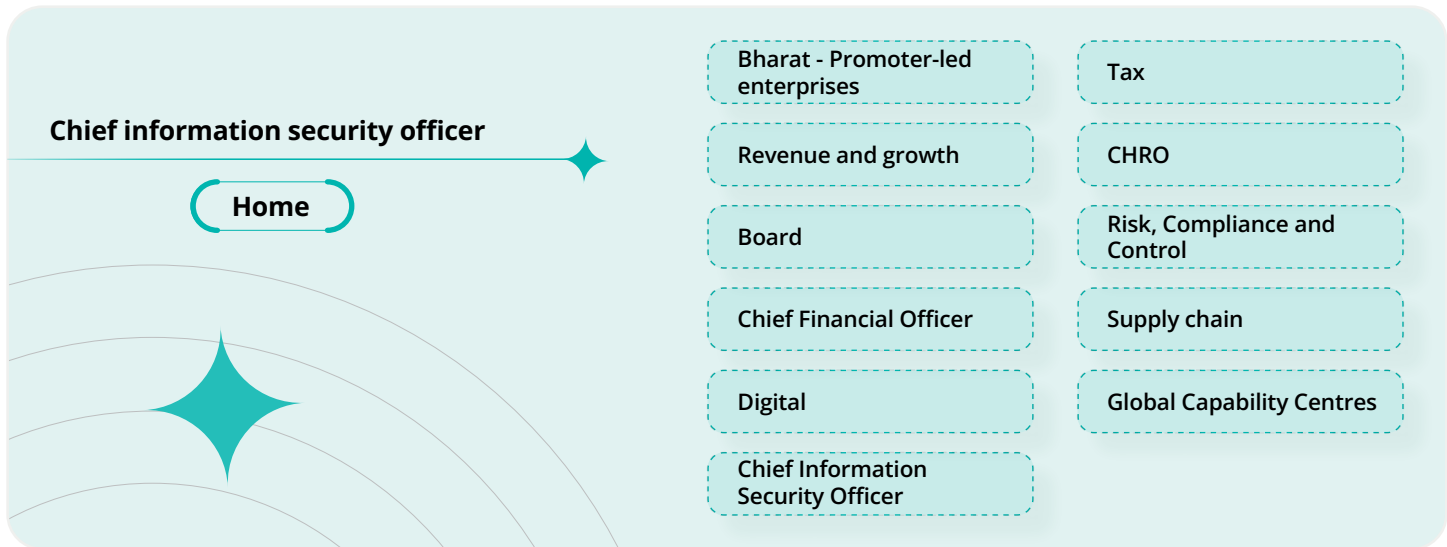 Chief information security officer
Home
Bharat - Promoter-led
enterprises
Revenue and growth
Board
Chief Financial Officer
Digital
Chief Information
Security Officer
Tax
CHRO
Risk, Compliance and
Control
Supply chain
Global Capability Centres